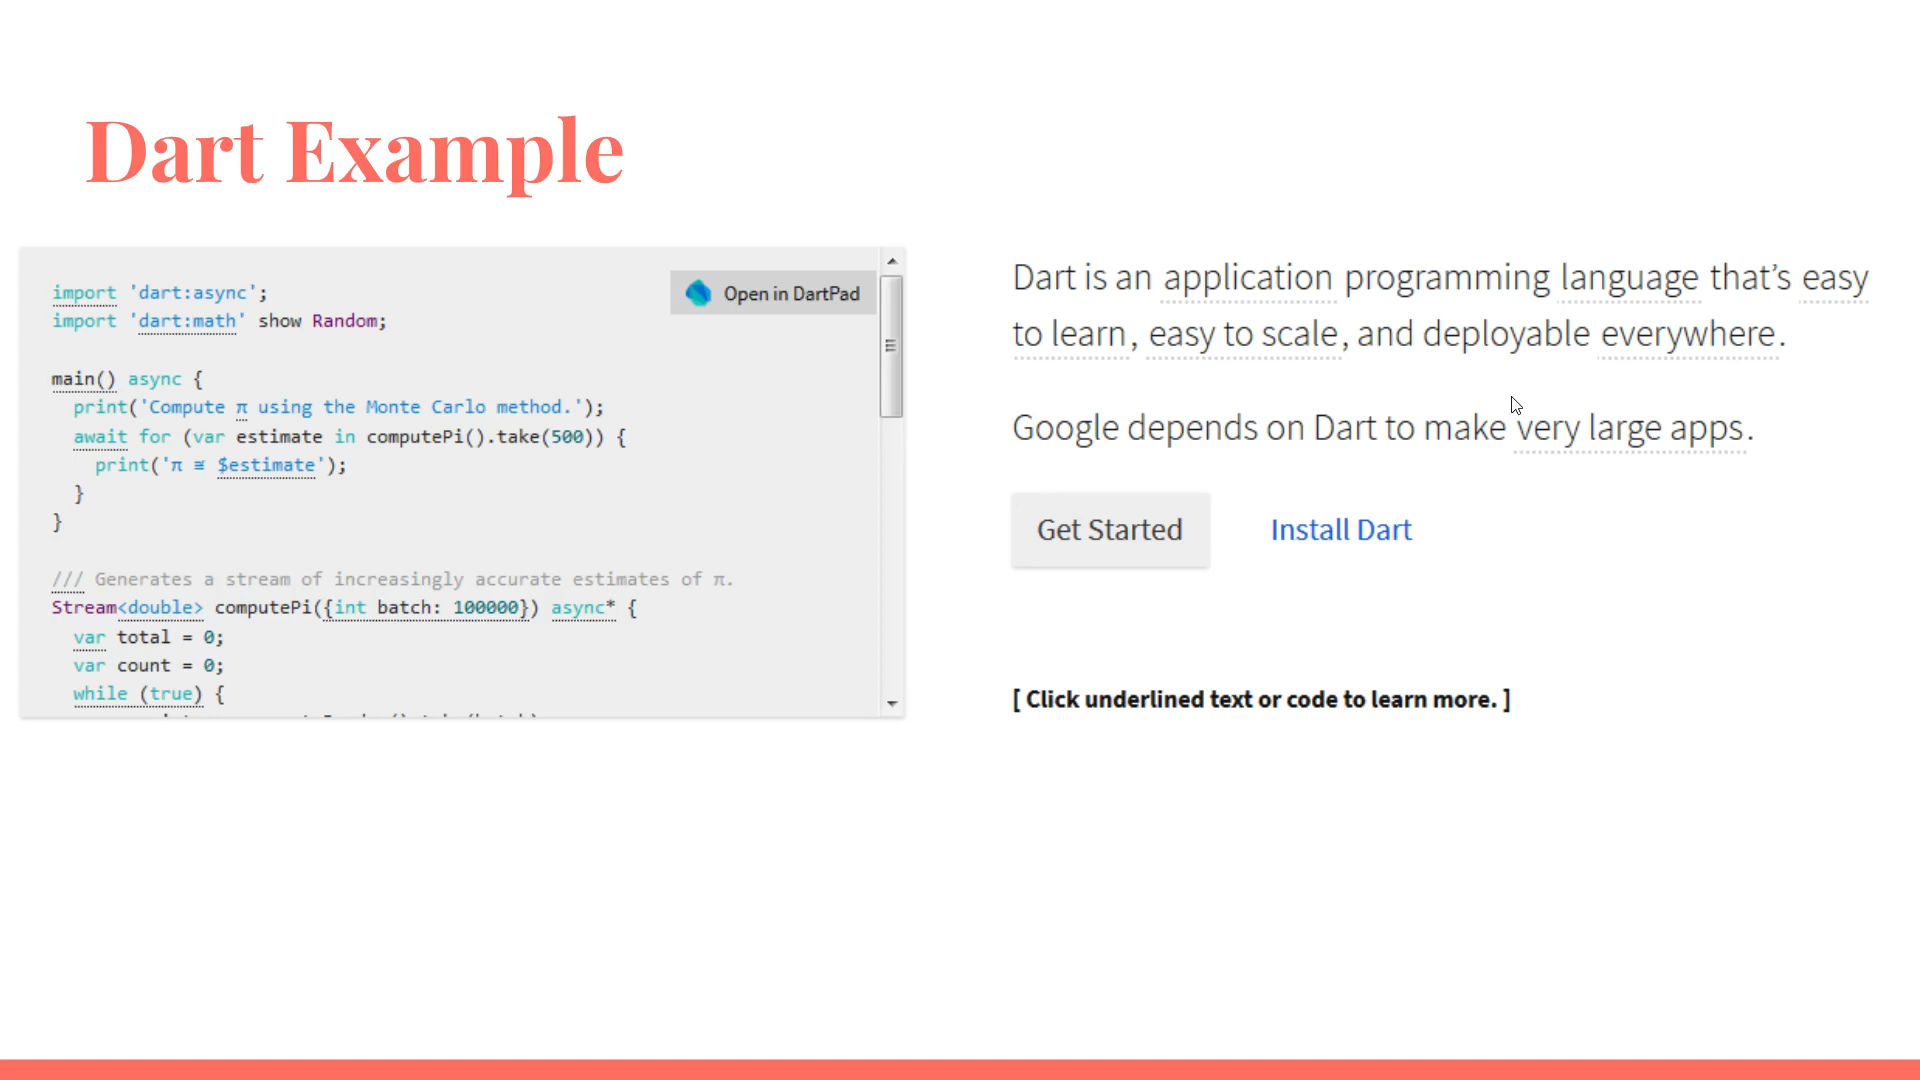 Dart Example
import 'dart:async';
import 'dart:math' show Random;
main() async {
print('Compute π using the Monte Carlo method.');
await for (var estimate in computePi().take(500)) {
print('π ≅ $estimate');
}
}
/// Generates a stream of increasingly accurate estimates of π.
Stream<double> computePi({int batch: 100000}) async* {
var total = 0;
var count = 0;
while (true) {
Open in DartPad
Dart is an application programming language that's easy
to learn, easy to scale, and deployable everywhere.
Google depends on Dart to make very large apps.
Get Started
Install Dart
[ Click underlined text or code to learn more. ]